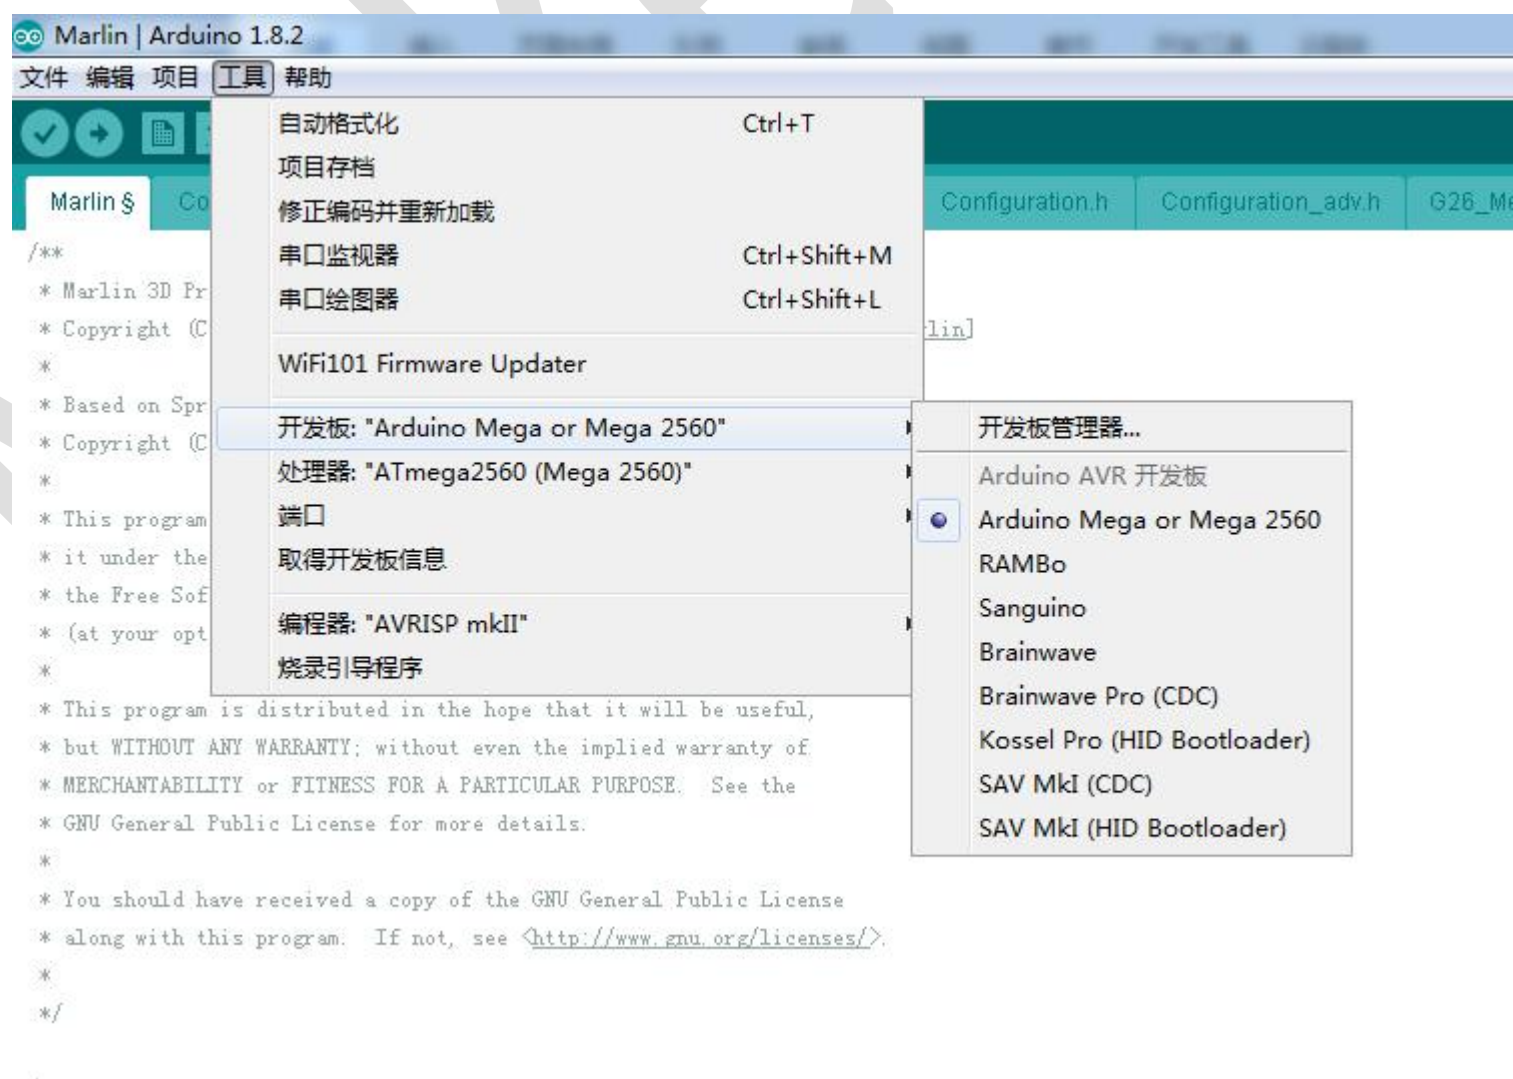 Marlin | Arduino 1.8.2
文件 编辑 项目 工具 帮助
自动格式化 Ctrl+T
项目存档
修正编码并重新加载
串口监视器 Ctrl+Shift+M
串口绘图器 Ctrl+Shift+L
WiFi101 Firmware Updater
开发板: "Arduino Mega or Mega 2560"
处理器: "ATmega2560 (Mega 2560)"
端口
取得开发板信息
编程器: "AVRISP mkII"
烧录引导程序
开发板管理器...
Arduino AVR 开发板
Arduino Mega or Mega 2560
RAMBo
Sanguino
Brainwave
Brainwave Pro (CDC)
Kossel Pro (HID Bootloader)
SAV MkI (CDC)
SAV MkI (HID Bootloader)
Marlin § Co Configuration.h Configuration_adv.h G26_Me
/**
* Marlin 3D Pr
* Copyright (C lin]
*
* Based on Spr
* Copyright (C
*
* This program
* it under the
* the Free Sof
* (at your opt
*
* This program is distributed in the hope that it will be useful,
* but WITHOUT ANY WARRANTY; without even the implied warranty of
* MERCHANTABILITY or FITNESS FOR A PARTICULAR PURPOSE. See the
* GNU General Public License for more details.
*
* You should have received a copy of the GNU General Public License
* along with this program. If not, see <http://www.gnu.org/licenses/>.
*
*/